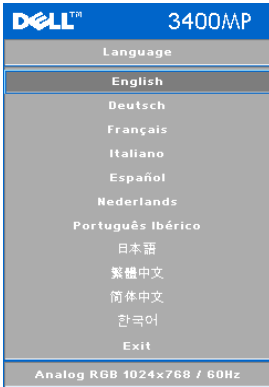 DELL™ 3400MP
Language
English
Deutsch
Français
Italiano
Español
Nederlands
Português Ibérico
日本語
繁體中文
简体中文
한국어
Exit
Analog RGB 1024x768 / 60Hz